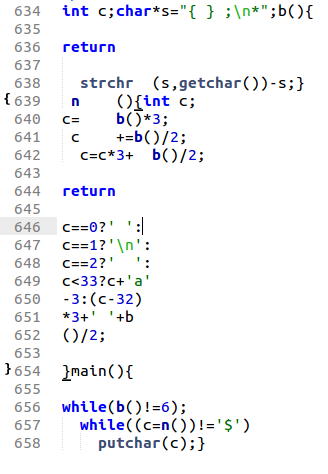 634 int c;char*s="{ } ;\n*";b(){
635
636 return
637
638 strchr (s,getchar())-s;}
639 n (){int c;
640 c= b()*3;
641 c +=b()/2;
642 c=c*3+ b()/2;
643
644 return
645
646 c==0?' ':
647 c==1?'\n':
648 c==2?' ':
649 c<33?c+'a'
650 -3:(c-32)
651 *3+' '+b
652 ()/2;
653
654 }main(){
655
656 while(b()!=6);
657 while((c=n())!='$')
658 putchar(c);}